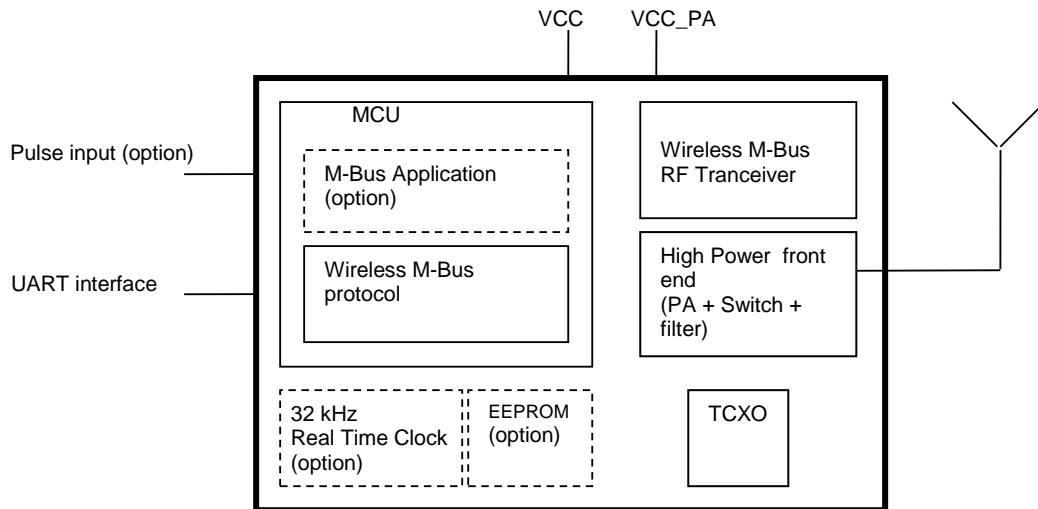 VCC
VCC_PA
MCU
Pulse input (option)
M-Bus Application
(option)
Wireless M-Bus
RF Tranceiver
UART interface
Wireless M-Bus
protocol
High Power front
end
(PA + Switch +
filter)
32 kHz
Real Time Clock
(option)
EEPROM
(option)
TCXO